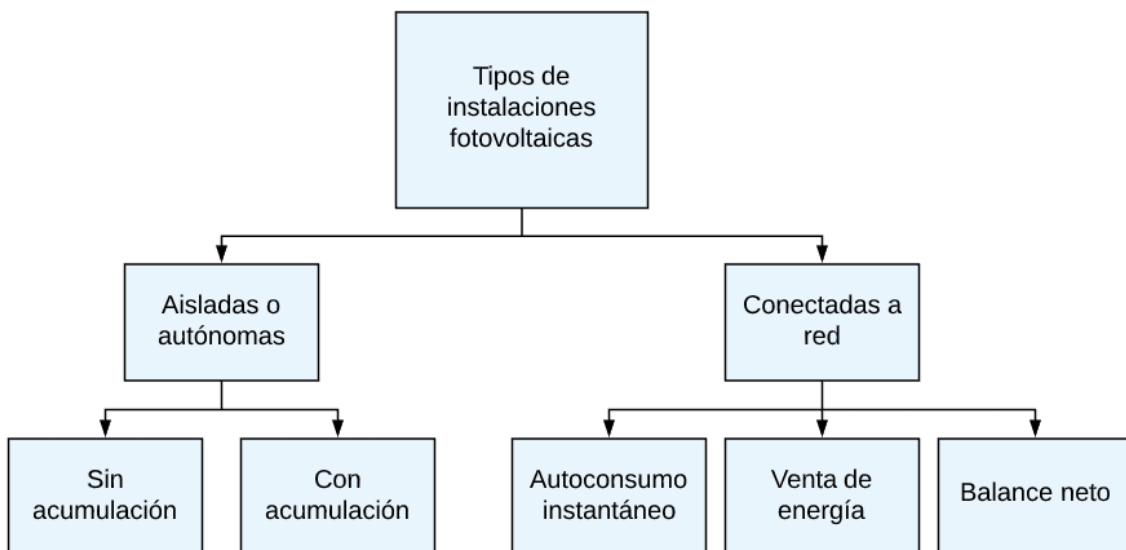 Tipos de
instalaciones
fotovoltaicas
Aisladas o
autónomas
Conectadas a
red
Sin
acumulación
Con
acumulación
Autoconsumo
instantáneo
Venta de
energía
Balance neto